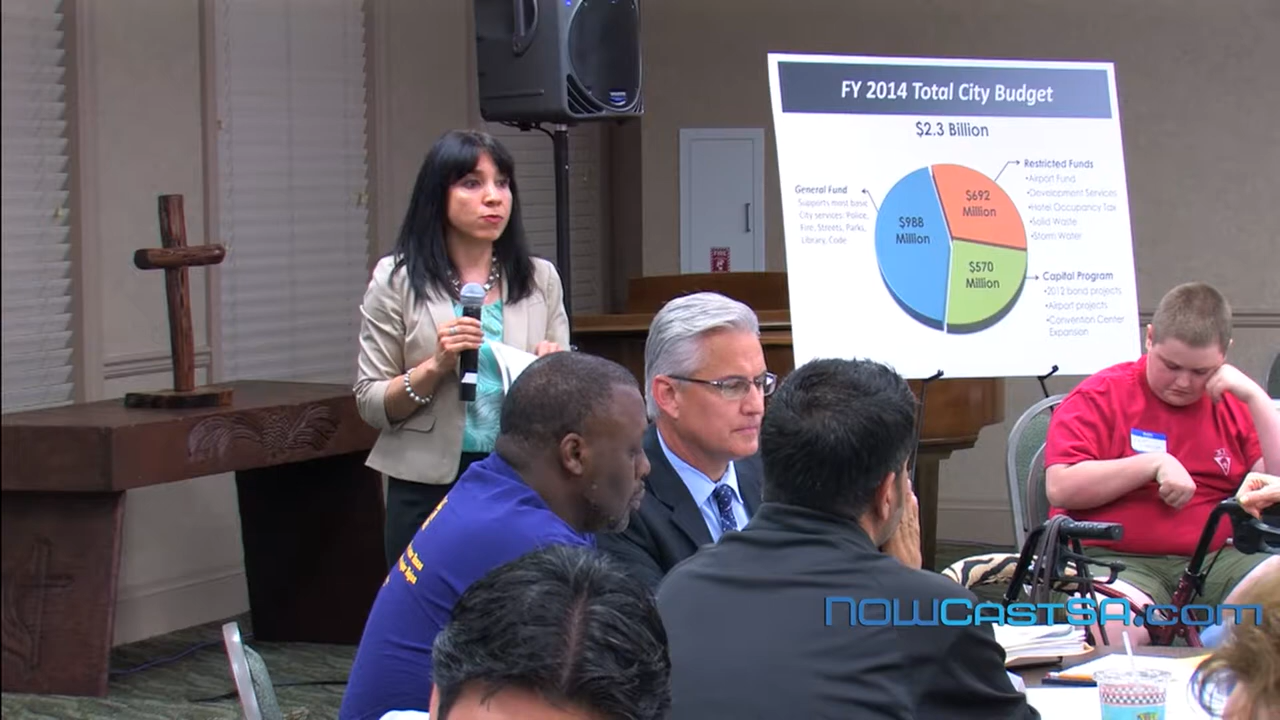 FY 2014 Total City Budget
$2.3 Billion
General Fund
Supports most basic
City services: Police,
Fire, Streets, Parks,
Library, Code
$988
Million
$692
Million
$570
Million
Restricted Funds
•Airport Fund
•Development Services
•Hotel Occupancy Tax
•Solid Waste
•Storm Water
Capital Program
•2012 bond projects
•Airport projects
•Convention Center
Expansion
FIRE
NOWCASTSA.com